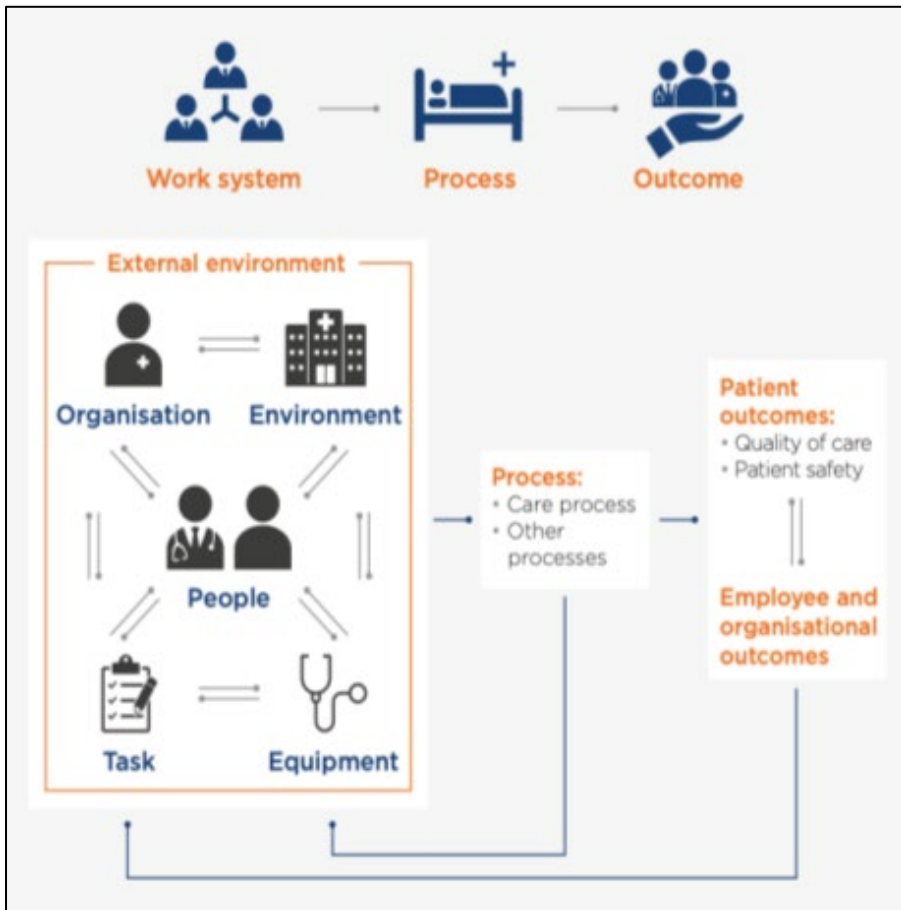 Work system
Process
Outcome
External environment
Organisation
Environment
People
Task
Equipment
Process:
• Care process
• Other
processes
Patient
outcomes:
• Quality of care
• Patient safety
Employee and
organisational
outcomes